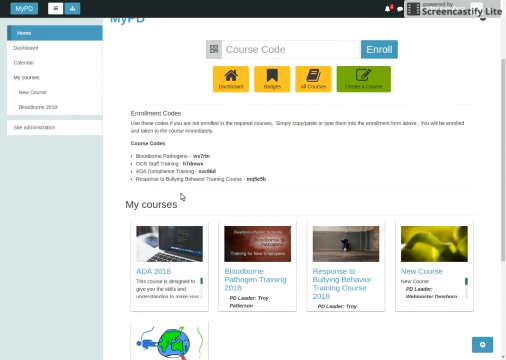 MyPD
powered by
Screencastify Lite
MyPD
Home
Dashboard
Calendar
My courses
New Course
Bloodborne 2018
Site administration
Course Code
Enroll
Dashboard
Badges
All Courses
Create a Course
Enrollment Codes
Use these codes if you are not enrolled in the required courses. Simply copy/paste or type them into the enrollment form above. You will be enrolled
and taken to the course immediately.
Course Codes
Bloodborne Pathogens -
OCR Staff Training - h7drewv
ADA Compliance Training - xvc86d
Response to Bullying Behavior Training Course - mq5e5b
My courses
ADA 2018
This course is designed to
give you the skills and
understanding to make your
Bloodborne
Pathogen Training
2018
PD Leader: Troy
Patterson
Response to
Bullying Behavior
Training Course
2018
PD Leader: Troy
New Course
New Course
PD Leader:
Webmaster Dearborn
Training for New Employees